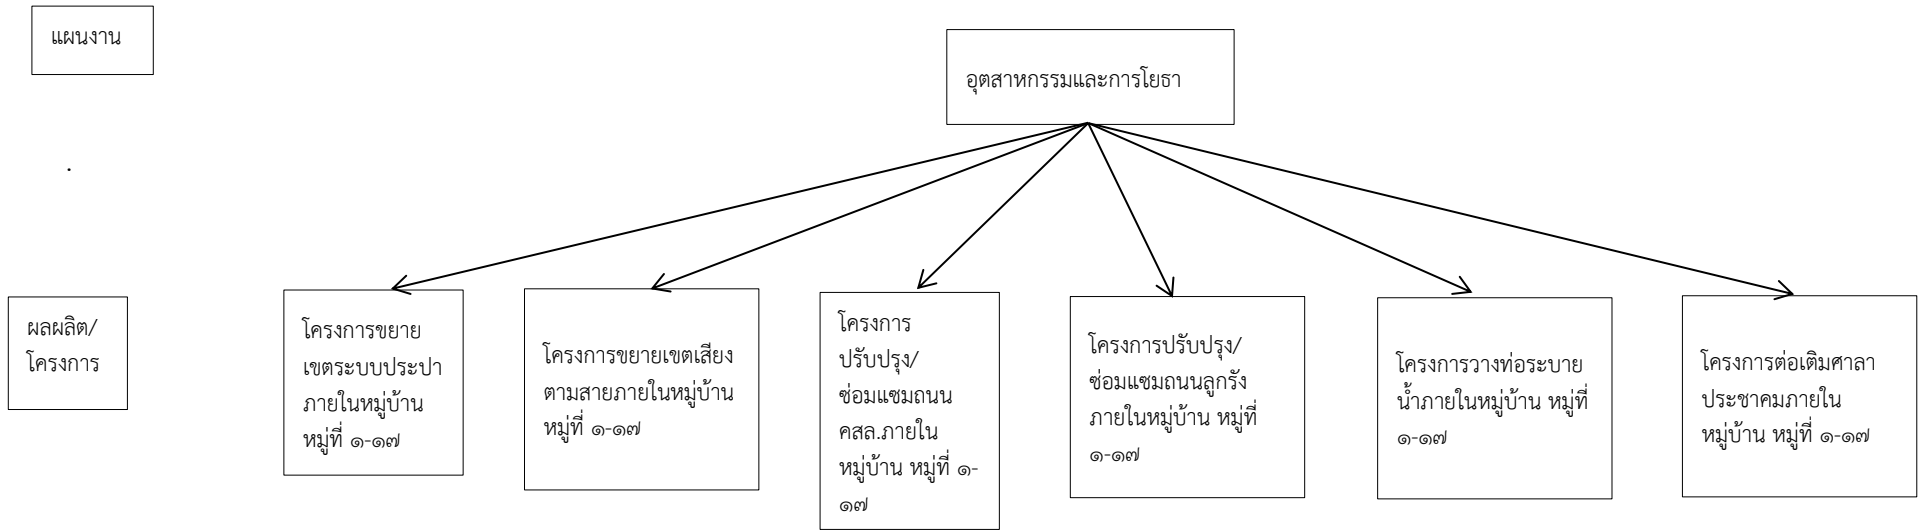 แผนงาน
อุตสาหกรรมและการโยธา
.
ผลผลิต/
โครงการ
โครงการขยาย
เขตระบบประปา
ภายในหมู่บ้าน
หมู่ที่ ๑-๑๗
โครงการขยายเขตเสียง
ตามสายภายในหมู่บ้าน
หมู่ที่ ๑-๑๗
โครงการ
ปรับปรุง/
ซ่อมแซมถนน
คสล.ภายใน
หมู่บ้าน หมู่ที่ ๑-
๑๗
โครงการปรับปรุง/
ซ่อมแซมถนนลูกรัง
ภายในหมู่บ้าน หมู่ที่
๑-๑๗
โครงการวางท่อระบาย
น้ำภายในหมู่บ้าน หมู่ที่
๑-๑๗
โครงการต่อเติมศาลา
ประชาคมภายใน
หมู่บ้าน หมู่ที่ ๑-๑๗